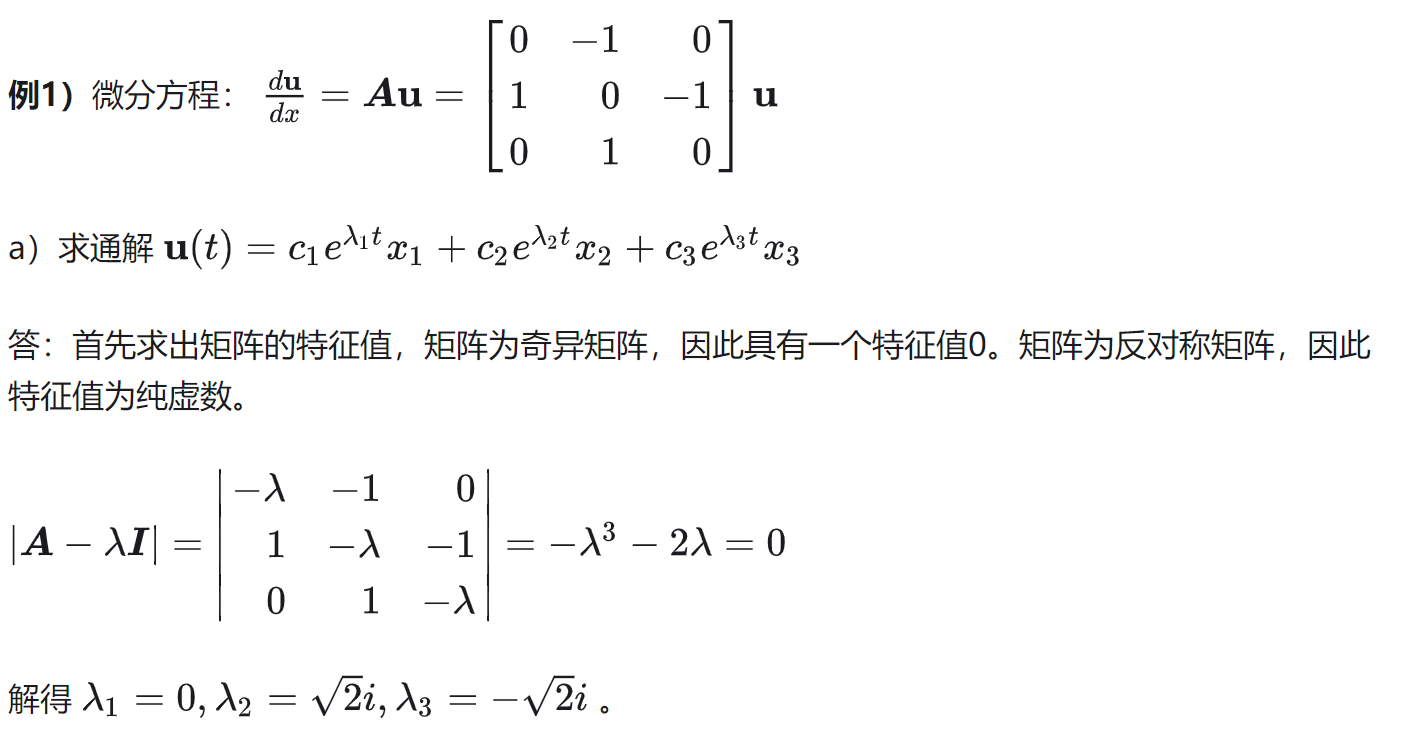 例1）微分方程： $\frac{d\mathbf{u}}{dx} = \boldsymbol{A}\mathbf{u} = \begin{bmatrix} 0 & -1 & 0 \\ 1 & 0 & -1 \\ 0 & 1 & 0 \end{bmatrix} \mathbf{u}$
a）求通解 $\mathbf{u}(t) = c_1 e^{\lambda_1 t} x_1 + c_2 e^{\lambda_2 t} x_2 + c_3 e^{\lambda_3 t} x_3$
答：首先求出矩阵的特征值，矩阵为奇异矩阵，因此具有一个特征值0。矩阵为反对称矩阵，因此
特征值为纯虚数。
$|\boldsymbol{A} - \lambda \boldsymbol{I}| = \begin{vmatrix} -\lambda & -1 & 0 \\ 1 & -\lambda & -1 \\ 0 & 1 & -\lambda \end{vmatrix} = -\lambda^3 - 2\lambda = 0$
解得 $\lambda_1 = 0, \lambda_2 = \sqrt{2}i, \lambda_3 = -\sqrt{2}i$ 。